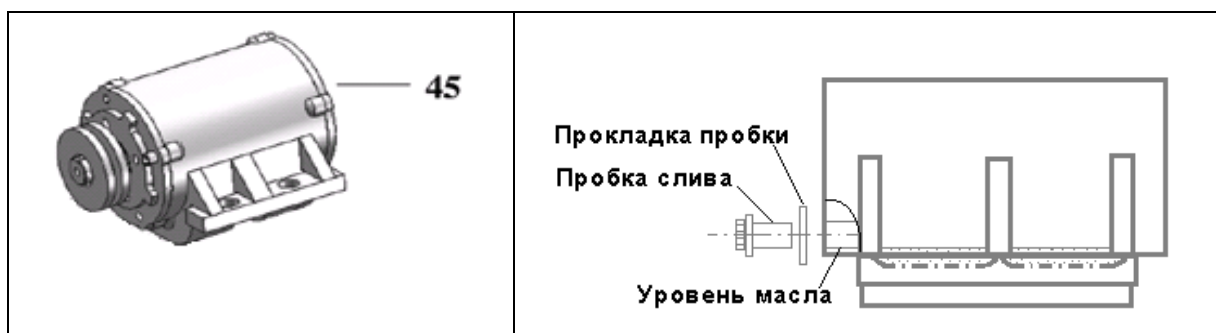 45
Прокладка пробки
Пробка слива
Уровень масла